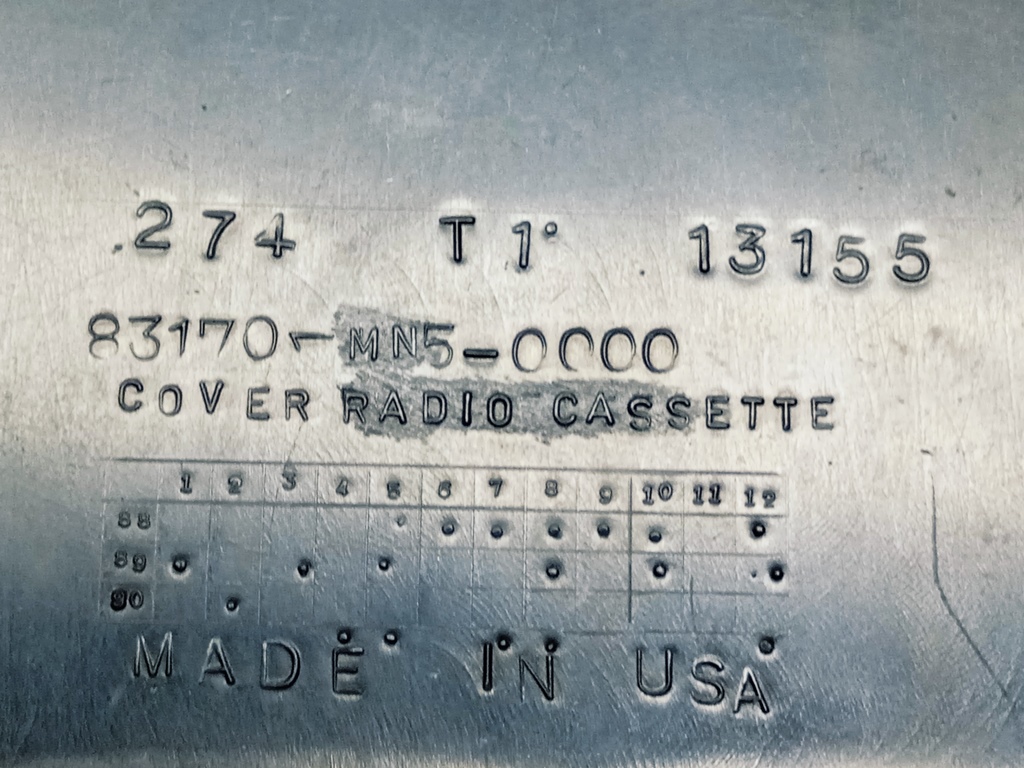 .274 T 1° 13155
83170-MN5-0000
COVER RADIO CASSETTE
1 2 3 4 5 6 7 8 9 10 11 12
88
89
90
MADE IN USA